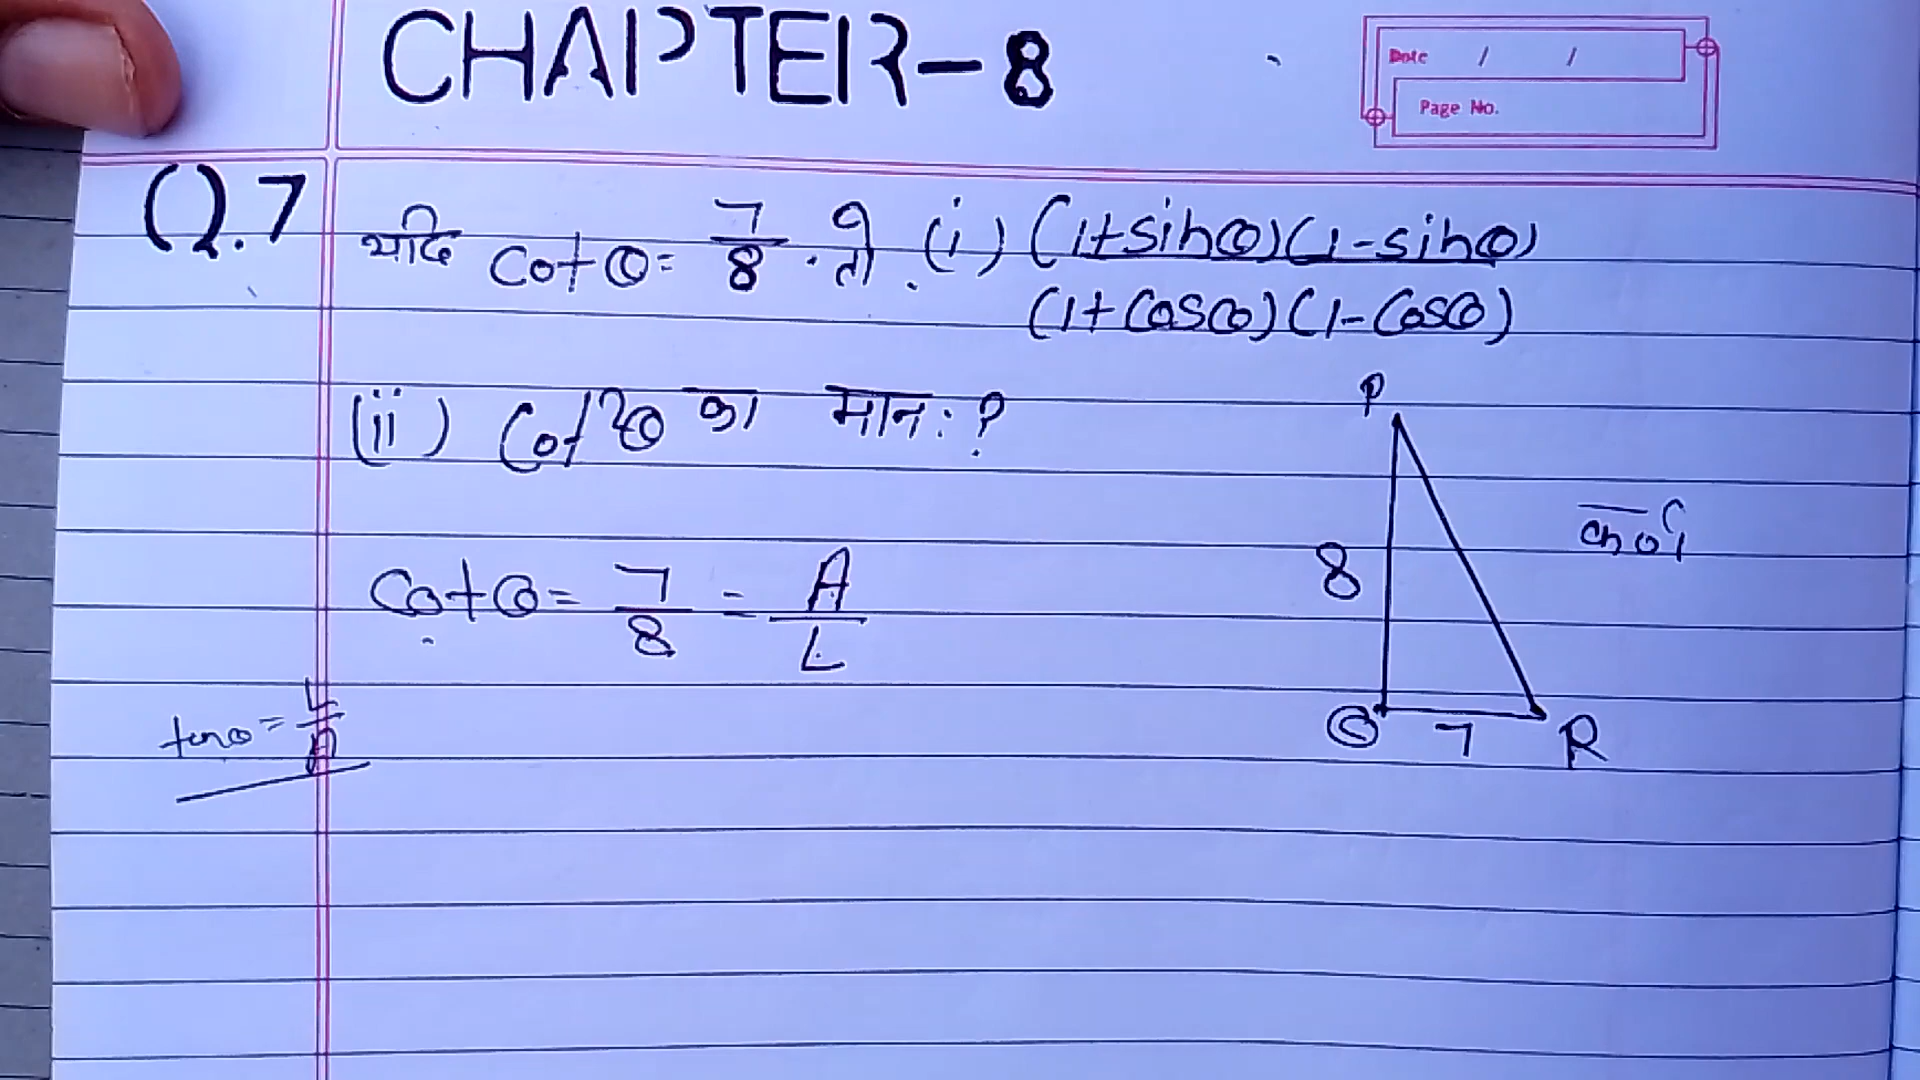 CHAPTER-8
Date / /
Page No.
Q.7 यदि cot θ = 7/8 . तो . (i) (1+sinθ)(1-sinθ)
(1+cosθ)(1-cosθ)
(ii) cot²θ का मान : ?
P
8
Q 7 R
कर्ण
cot θ = 7/8 = A/L
tanθ = L/A